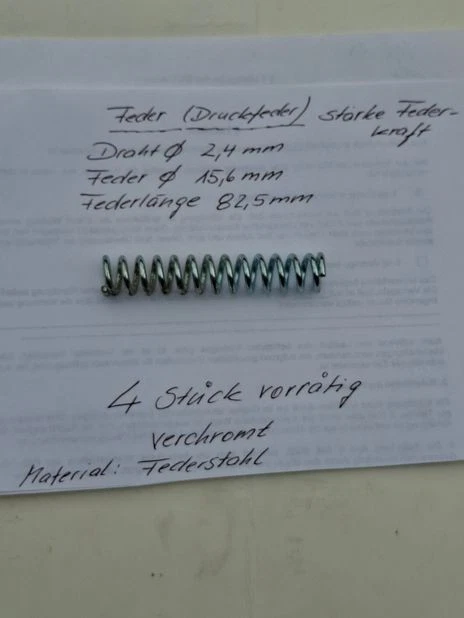 Feder (Druckfeder) starke Feder-
kraft
Draht Ø 2,4 mm
Feder Ø 15,6 mm
Federlänge 82,5 mm
4 Stück vorrätig
verchromt
Material: Federstahl